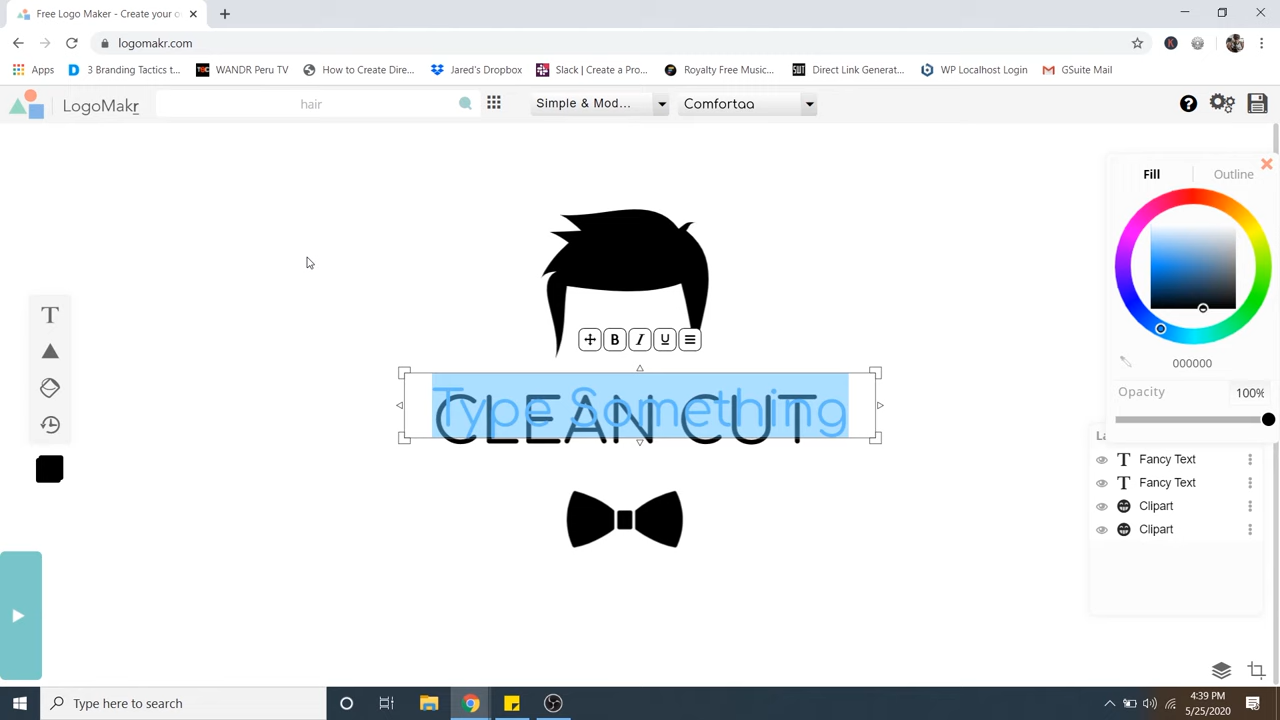 Free Logo Maker - Create your o
logomakr.com
Apps
3 Branding Tactics t...
WANDR Peru TV
How to Create Dire...
Jared's Dropbox
Slack | Create a Pro...
Royalty Free Music...
Direct Link Generat...
WP Localhost Login
GSuite Mail
LogoMakr
hair
Simple & Mod...
Comfortaa
Fill
Outline
000000
Opacity
100%
T
B
I
U
Type Something
CLEAN CUT
La
T Fancy Text
T Fancy Text
Clipart
Clipart
Type here to search
4:39 PM
5/25/2020